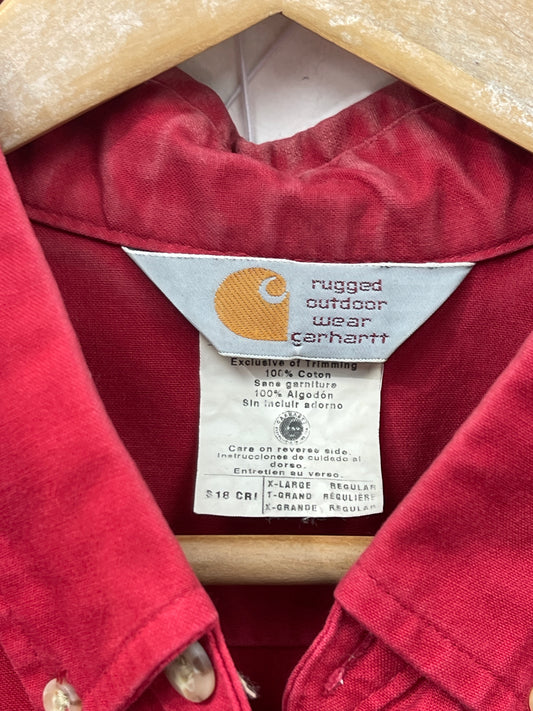 rugged
outdoor
wear
carhartt
Exclusive of Trimming
100% Coton
Sans garniture
100% Algodón
Sin incluir adorno
Care on reverse side.
Instrucciones de cuidado al
dorso.
Entretien au verso.
S18 CRI
X-LARGE REGULAR
T-GRAND RÉGULIÈRE
X-GRANDE REGULAR